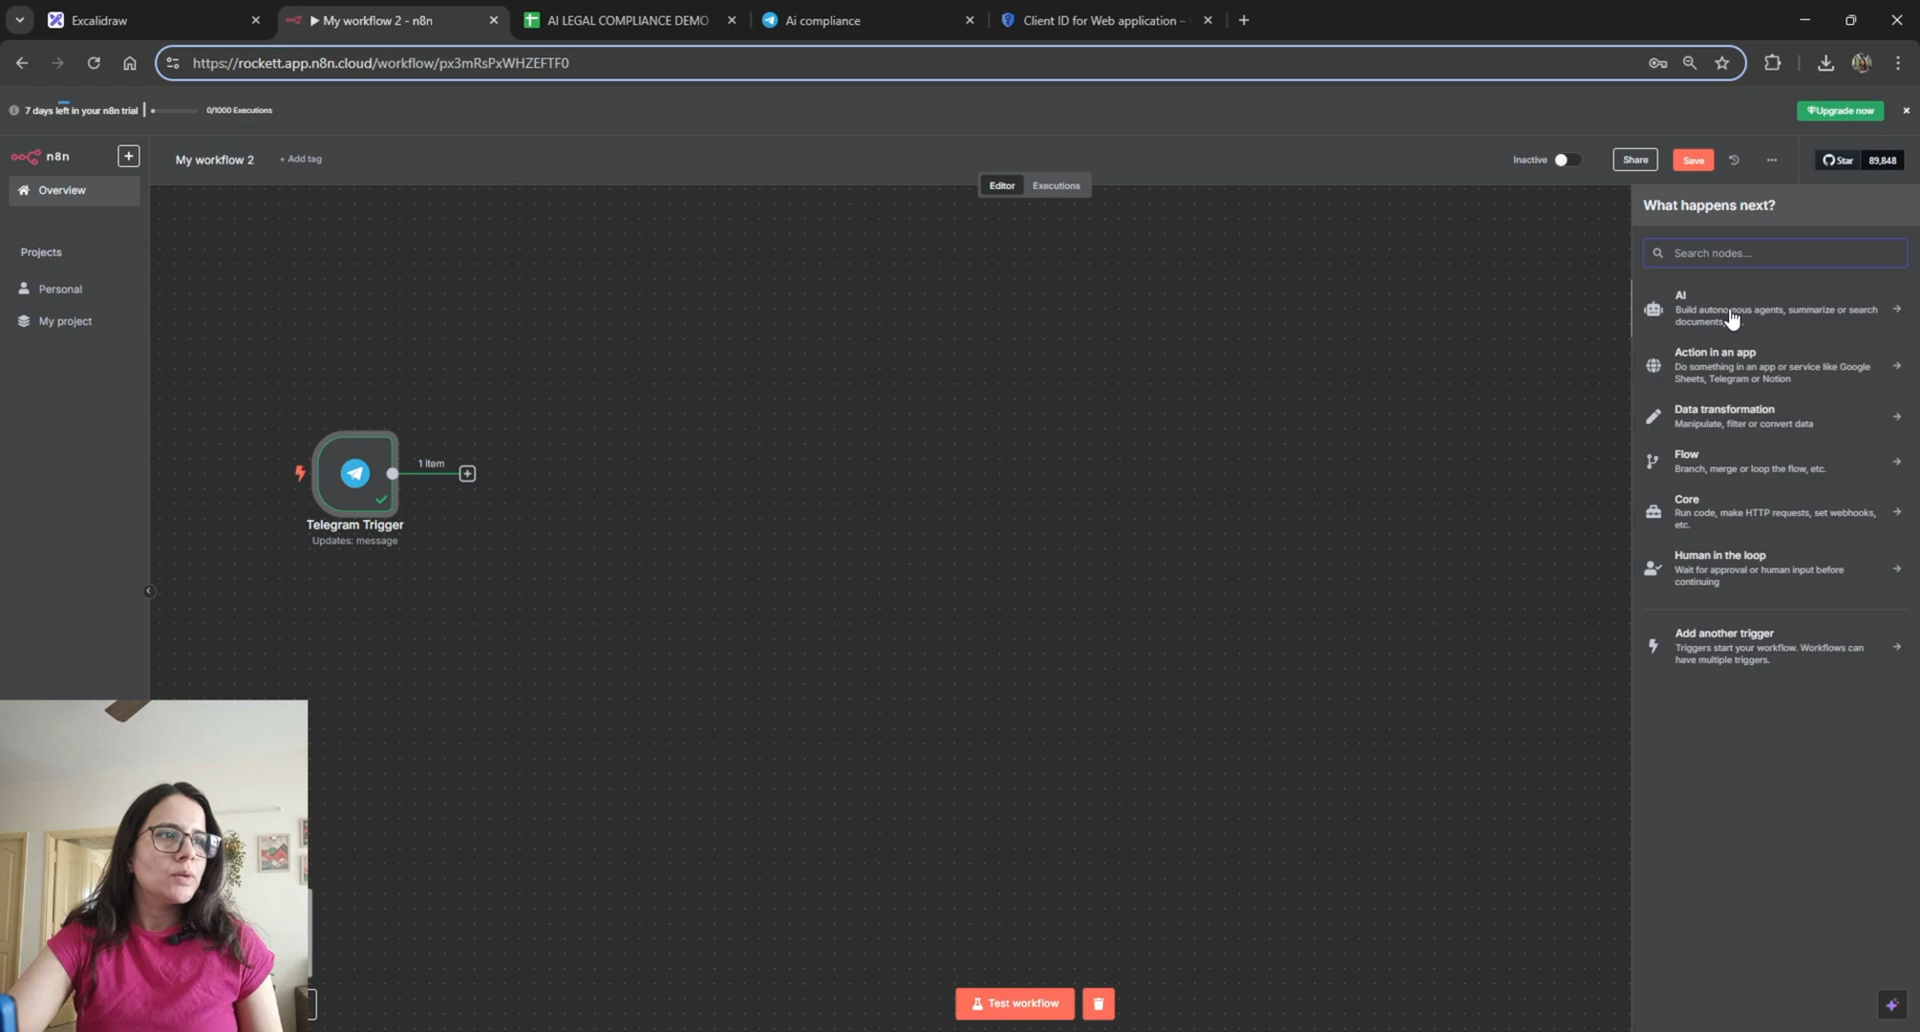 Excalidraw
My workflow 2 - n8n
AI LEGAL COMPLIANCE DEMO
Ai compliance
Client ID for Web application –
https://rockett.app.n8n.cloud/workflow/px3mRsPxWHZEFTF0
7 days left in your n8n trial
0/1000 Executions
Upgrade now
n8n
My workflow 2
+ Add tag
Inactive
Share
Save
Star
89,848
Editor
Executions
Overview
Projects
Personal
My project
1 item
Telegram Trigger
Updates: message
What happens next?
Search nodes...
AI
Build autonomous agents, summarize or search
documents,
Action in an app
Do something in an app or service like Google
Sheets, Telegram or Notion
Data transformation
Manipulate, filter or convert data
Flow
Branch, merge or loop the flow, etc.
Core
Run code, make HTTP requests, set webhooks,
etc.
Human in the loop
Wait for approval or human input before
continuing
Add another trigger
Triggers start your workflow. Workflows can
have multiple triggers.
Test workflow